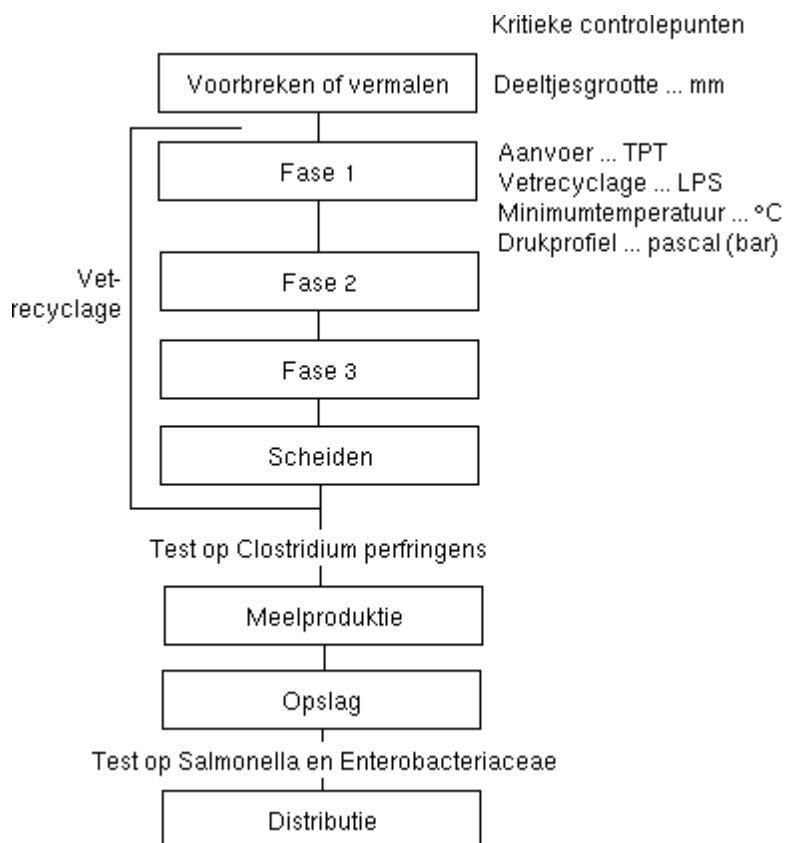 Kritieke controlepunten
Voorbreken of vermalen
Deeltjesgrootte ... mm
Fase 1
Aanvoer ... TPT
Vetrecyclage ... LPS
Minimumtemperatuur ... °C
Drukprofiel ... pascal (bar)
Vet-
recyclage
Fase 2
Fase 3
Scheiden
Test op Clostridium perfringens
Meelproduktie
Opslag
Test op Salmonella en Enterobacteriaceae
Distributie